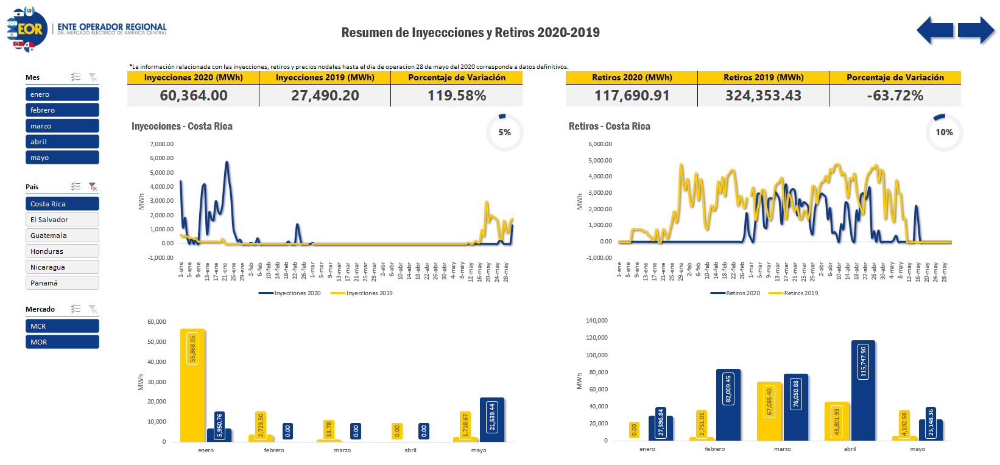 EOR
ENTE OPERADOR REGIONAL
DEL MERCADO ELÉCTRICO DE AMÉRICA CENTRAL
Resumen de Inyeccciones y Retiros 2020-2019
*La información relacionada con las inyecciones, retiros y precios nodales hasta el dia de operacion 28 de mayo del 2020 corresponde a datos definitivos.
Mes
enero
febrero
marzo
abril
mayo
País
Costa Rica
El Salvador
Guatemala
Honduras
Nicaragua
Panamá
Mercado
MCR
MOR
Inyecciones 2020 (MWh) Inyecciones 2019 (MWh) Porcentaje de Variación
60,364.00 27,490.20 119.58%
Inyecciones - Costa Rica
5%
7,000.00
6,000.00
5,000.00
4,000.00
3,000.00
2,000.00
1,000.00
0.00
-1,000.00
MWh
1-ene 5-ene 9-ene 13-ene 17-ene 21-ene 25-ene 29-ene 2-feb 6-feb 10-feb 14-feb 18-feb 22-feb 26-feb 1-mar 5-mar 9-mar 13-mar 17-mar 21-mar 25-mar 29-mar 2-abr 6-abr 10-abr 14-abr 18-abr 22-abr 26-abr 30-abr 4-may 8-may 12-may 16-may 20-may 24-may 28-may
Inyecciones 2020 Inyecciones 2019
60,000
50,000
40,000
30,000
20,000
10,000
0
MWh
55,868.05 5,950.76 2,723.50 0.00 53.78 0.00 0.00 0.00 1,718.67 21,539.44
enero febrero marzo abril mayo
Retiros 2020 (MWh) Retiros 2019 (MWh) Porcentaje de Variación
117,690.91 324,353.43 -63.72%
Retiros - Costa Rica
10%
6,000.00
5,000.00
4,000.00
3,000.00
2,000.00
1,000.00
0.00
-1,000.00
MWh
1-ene 5-ene 9-ene 13-ene 17-ene 21-ene 25-ene 29-ene 2-feb 6-feb 10-feb 14-feb 18-feb 22-feb 26-feb 1-mar 5-mar 9-mar 13-mar 17-mar 21-mar 25-mar 29-mar 2-abr 6-abr 10-abr 14-abr 18-abr 22-abr 26-abr 30-abr 4-may 8-may 12-may 16-may 20-may 24-may 28-may
Retiros 2020 Retiros 2019
140,000
120,000
100,000
80,000
60,000
40,000
20,000
0
MWh
0.00 27,396.84 2,751.01 82,009.45 67,035.40 76,050.88 43,801.93 115,747.90 4,102.58 23,148.36
enero febrero marzo abril mayo